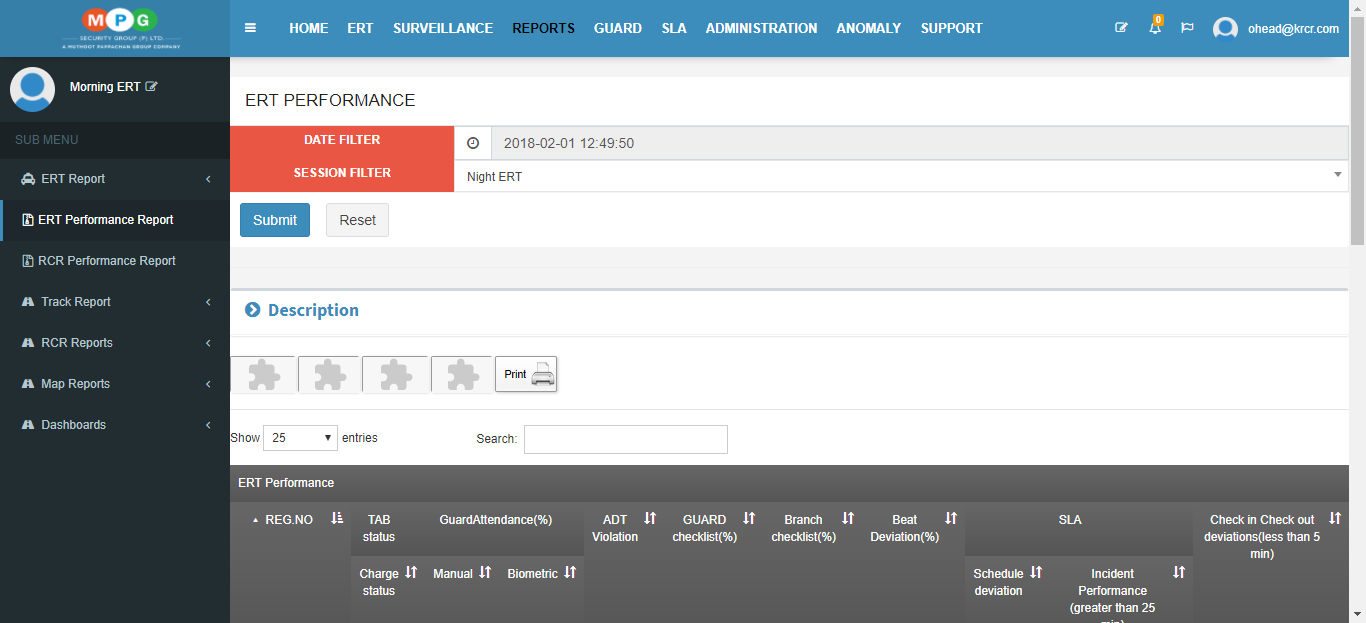 MPG
SECURITY GROUP (P) LTD.
A MUTHOOT PAPPACHAN GROUP COMPANY
HOME ERT SURVEILLANCE REPORTS GUARD SLA ADMINISTRATION ANOMALY SUPPORT
0
ohead@krcr.com
Morning ERT
SUB MENU
ERT Report
ERT Performance Report
RCR Performance Report
Track Report
RCR Reports
Map Reports
Dashboards
ERT PERFORMANCE
DATE FILTER
2018-02-01 12:49:50
SESSION FILTER
Night ERT
Submit Reset
Description
Print
Show 25 entries Search:
ERT Performance
REG.NO
TAB
status
GuardAttendance(%)
ADT
Violation
GUARD
checklist(%)
Branch
checklist(%)
Beat
Deviation(%)
SLA
Check in Check out
deviations(less than 5
min)
Charge
status
Manual
Biometric
Schedule
deviation
Incident
Performance
(greater than 25
min)